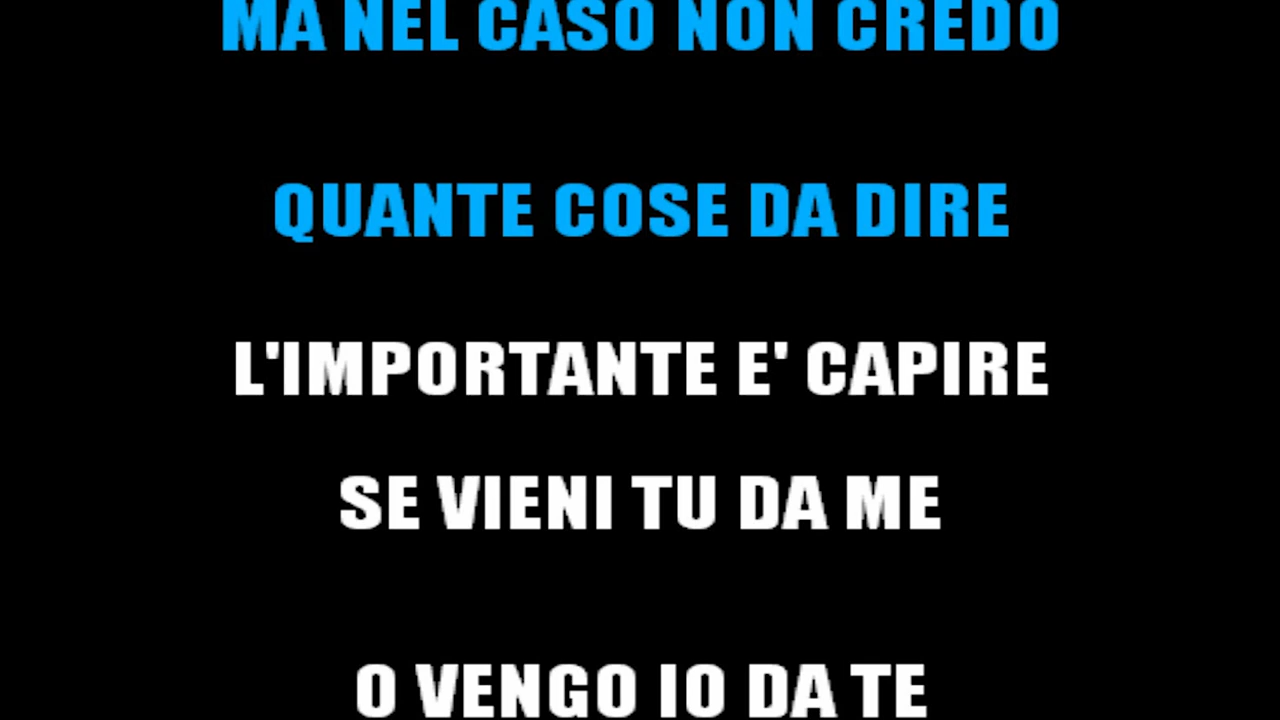 MA NEL CASO NON CREDO
QUANTE COSE DA DIRE
L'IMPORTANTE E' CAPIRE
SE VIENI TU DA ME
O VENGO IO DA TE